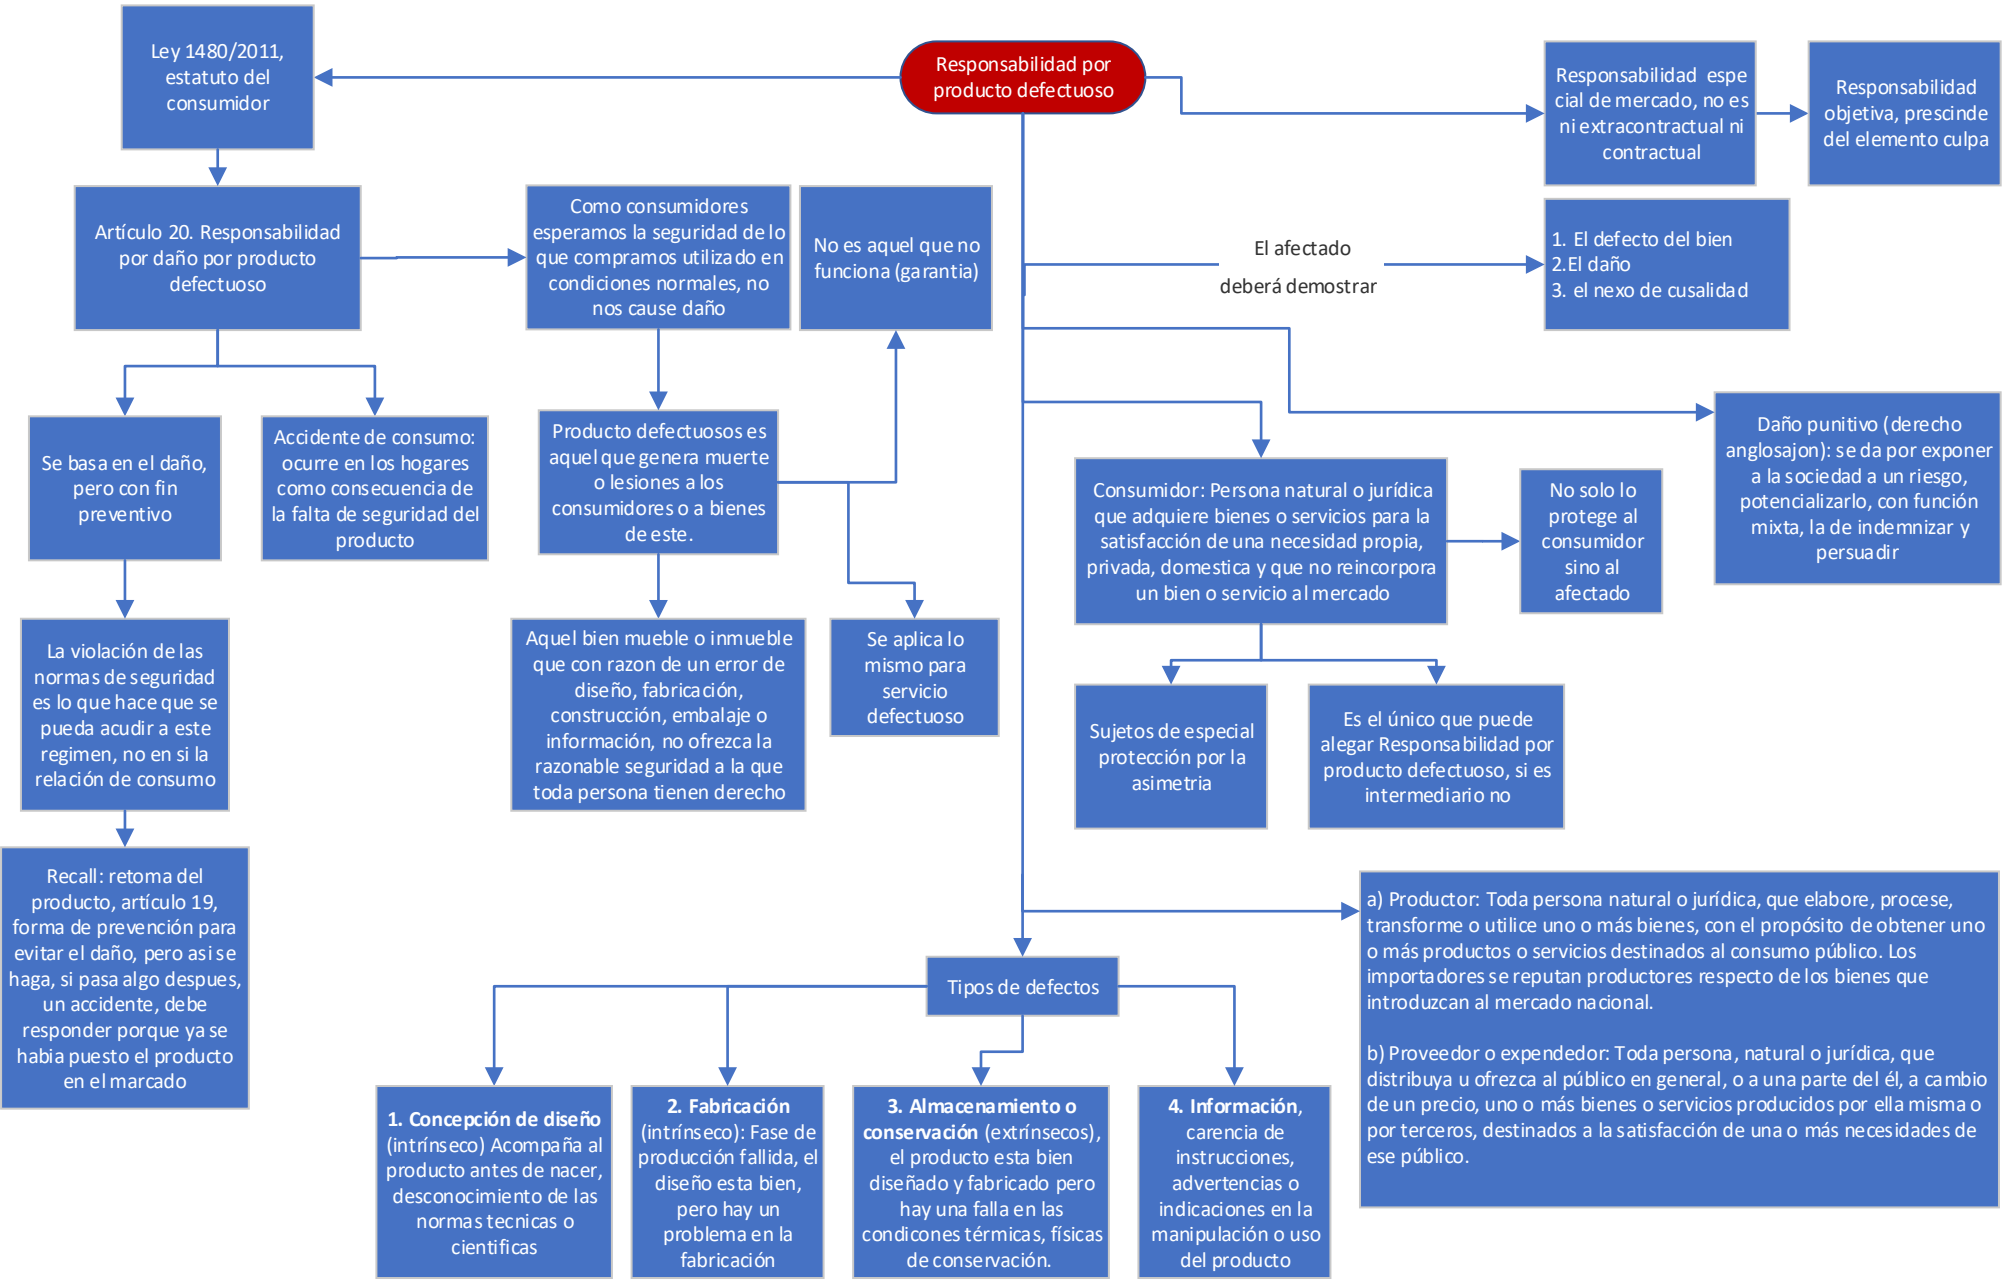 Responsabilidad por
producto defectuoso
Ley 1480/2011,
estatuto del
consumidor
Artículo 20. Responsabilidad
por daño por producto
defectuoso
Se basa en el daño,
pero con fin
preventivo
Accidente de consumo:
ocurre en los hogares
como consecuencia de
la falta de seguridad del
producto
La violación de las
normas de seguridad
es lo que hace que se
pueda acudir a este
regimen, no en si la
relación de consumo
Recall: retoma del
producto, artículo 19,
forma de prevención para
evitar el daño, pero asi se
haga, si pasa algo despues,
un accidente, debe
responder porque ya se
habia puesto el producto
en el marcado
Como consumidores
esperamos la seguridad de lo
que compramos utilizado en
condiciones normales, no
nos cause daño
Producto defectuosos es
aquel que genera muerte
o lesiones a los
consumidores o a bienes
de este.
No es aquel que no
funciona (garantia)
Aquel bien mueble o inmueble
que con razon de un error de
diseño, fabricación,
construcción, embalaje o
información, no ofrezca la
razonable seguridad a la que
toda persona tienen derecho
Se aplica lo
mismo para
servicio
defectuoso
Responsabilidad espe
cial de mercado, no es
ni extracontractual ni
contractual
Responsabilidad
objetiva, prescinde
del elemento culpa
El afectado
deberá demostrar
1. El defecto del bien
2.El daño
3. el nexo de cusalidad
Daño punitivo (derecho
anglosajon): se da por exponer
a la sociedad a un riesgo,
potencializarlo, con función
mixta, la de indemnizar y
persuadir
Consumidor: Persona natural o jurídica
que adquiere bienes o servicios para la
satisfacción de una necesidad propia,
privada, domestica y que no reincorpora
un bien o servicio al mercado
No solo lo
protege al
consumidor
sino al
afectado
Sujetos de especial
protección por la
asimetria
Es el único que puede
alegar Responsabilidad por
producto defectuoso, si es
intermediario no
a) Productor: Toda persona natural o jurídica, que elabore, procese,
transforme o utilice uno o más bienes, con el propósito de obtener uno
o más productos o servicios destinados al consumo público. Los
importadores se reputan productores respecto de los bienes que
introduzcan al mercado nacional.
b) Proveedor o expendedor: Toda persona, natural o jurídica, que
distribuya u ofrezca al público en general, o a una parte del él, a cambio
de un precio, uno o más bienes o servicios producidos por ella misma o
por terceros, destinados a la satisfacción de una o más necesidades de
ese público.
Tipos de defectos
1. Concepción de diseño
(intrínseco) Acompaña al
producto antes de nacer,
desconocimiento de las
normas tecnicas o
cientificas
2. Fabricación
(intrínseco): Fase de
producción fallida, el
diseño esta bien,
pero hay un
problema en la
fabricación
3. Almacenamiento o
conservación (extrínsecos),
el producto esta bien
diseñado y fabricado pero
hay una falla en las
condicones térmicas, físicas
de conservación.
4. Información,
carencia de
instrucciones,
advertencias o
indicaciones en la
manipulación o uso
del producto